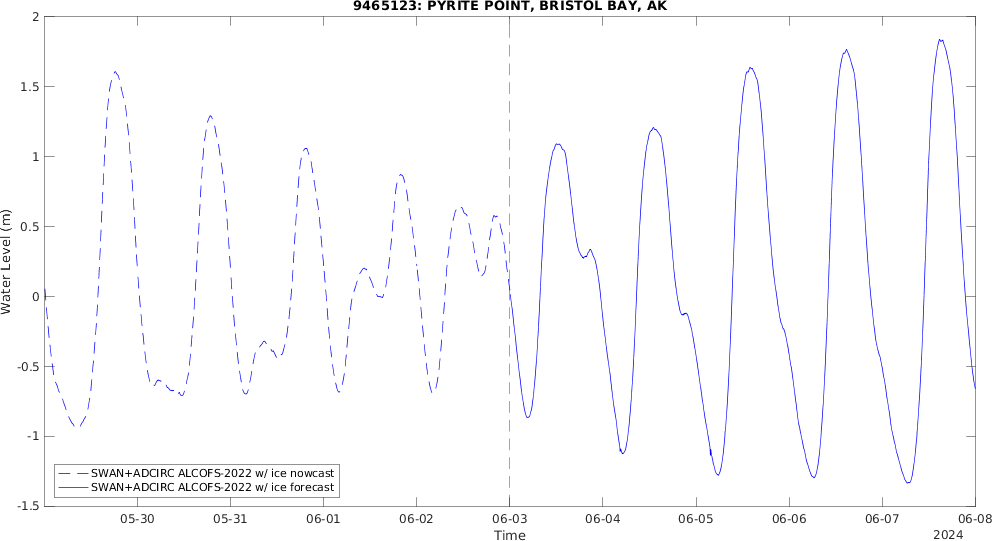 9465123: PYRITE POINT, BRISTOL BAY, AK
2
1.5
1
0.5
0
-0.5
-1
-1.5
Water Level (m)
SWAN+ADCIRC ALCOFS-2022 w/ ice nowcast
SWAN+ADCIRC ALCOFS-2022 w/ ice forecast
05-30 05-31 06-01 06-02 06-03 06-04 06-05 06-06 06-07 06-08
Time
2024